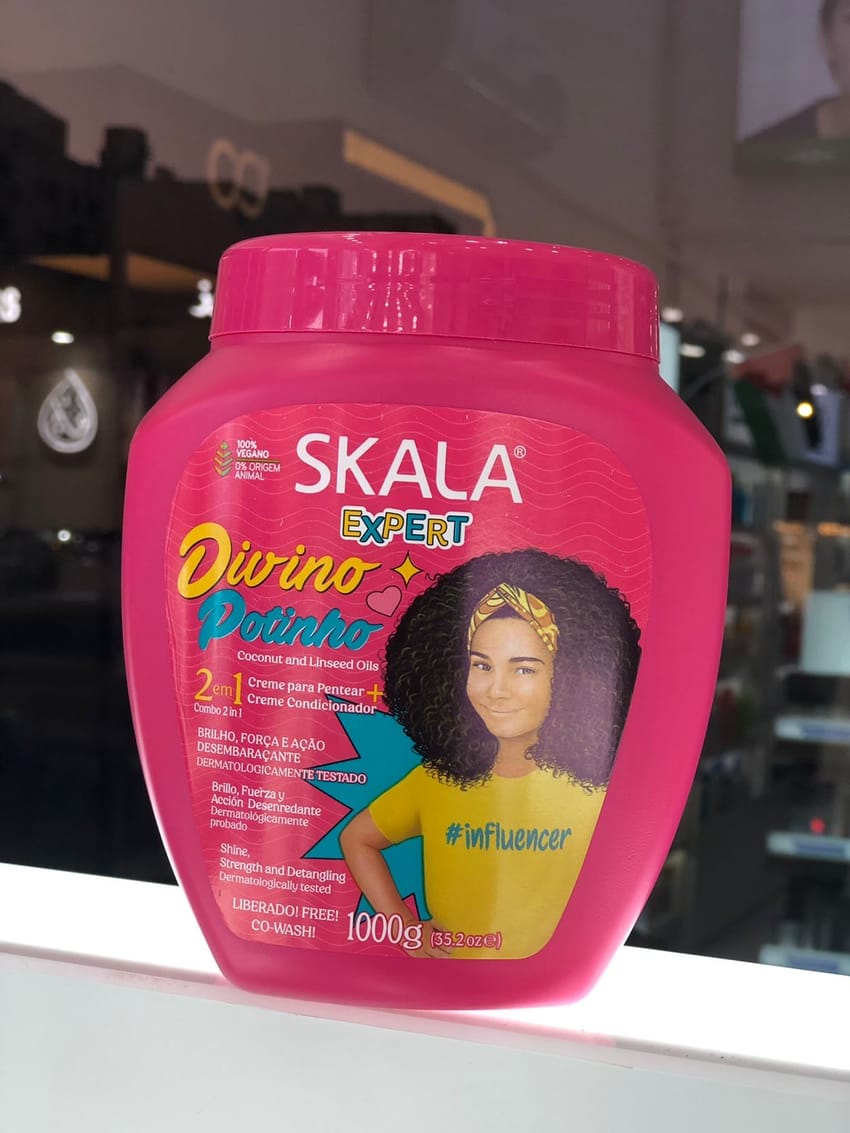 100%
VEGANO
0% ORIGEM
ANIMAL
SKALA®
EXPERT
Divino
Potinho
Coconut and Linseed Oils
2 em 1
Combo 2 in 1
Creme para Pentear +
Creme Condicionador
BRILHO, FORÇA E AÇÃO
DESEMBARAÇANTE
DERMATOLOGICAMENTE TESTADO
Brillo, Fuerza y
Acción Desenredante
Dermatológicamente
probado
Shine,
Strength and Detangling
Dermatologically tested
LIBERADO! FREE!
CO-WASH!
1000g (35.2 oz ℮)
#influencer